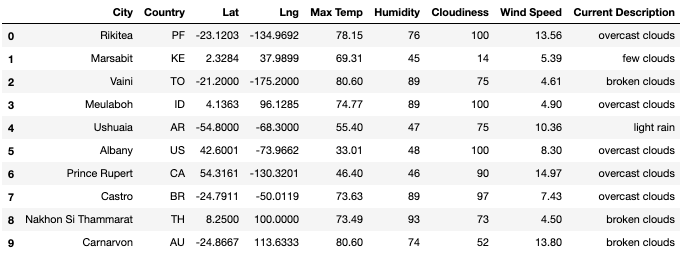 City Country Lat Lng Max Temp Humidity Cloudiness Wind Speed Current Description
0 Rikitea PF -23.1203 -134.9692 78.15 76 100 13.56 overcast clouds
1 Marsabit KE 2.3284 37.9899 69.31 45 14 5.39 few clouds
2 Vaini TO -21.2000 -175.2000 80.60 89 75 4.61 broken clouds
3 Meulaboh ID 4.1363 96.1285 74.77 89 100 4.90 overcast clouds
4 Ushuaia AR -54.8000 -68.3000 55.40 47 75 10.36 light rain
5 Albany US 42.6001 -73.9662 33.01 48 100 8.30 overcast clouds
6 Prince Rupert CA 54.3161 -130.3201 46.40 46 90 14.97 overcast clouds
7 Castro BR -24.7911 -50.0119 73.63 89 97 7.43 overcast clouds
8 Nakhon Si Thammarat TH 8.2500 100.0000 73.49 93 73 4.50 broken clouds
9 Carnarvon AU -24.8667 113.6333 80.60 74 52 13.80 broken clouds